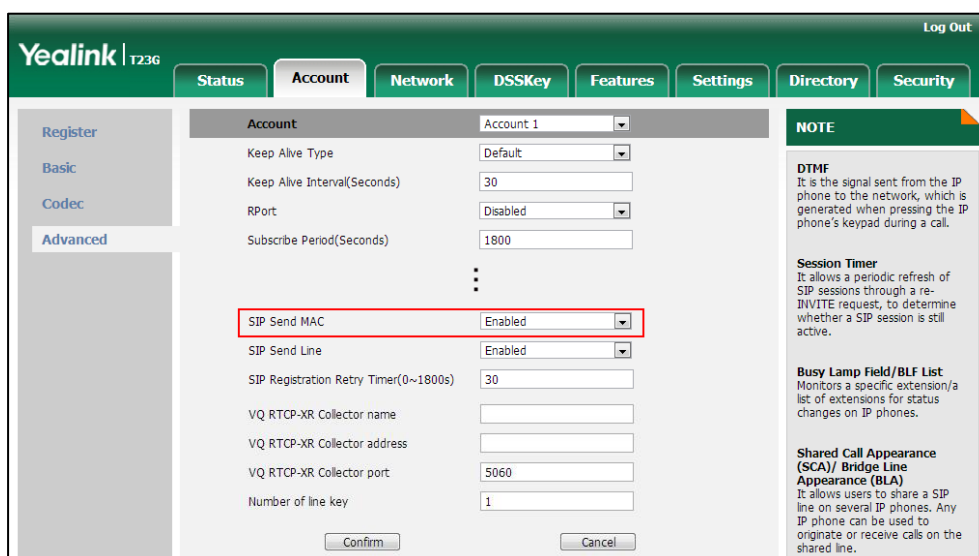 Log Out
Yealink T23G
Status Account Network DSSKey Features Settings Directory Security
Register
Basic
Codec
Advanced
Account Account 1
Keep Alive Type Default
Keep Alive Interval(Seconds) 30
RPort Disabled
Subscribe Period(Seconds) 1800
SIP Send MAC Enabled
SIP Send Line Enabled
SIP Registration Retry Timer(0~1800s) 30
VQ RTCP-XR Collector name
VQ RTCP-XR Collector address
VQ RTCP-XR Collector port 5060
Number of line key 1
Confirm Cancel
NOTE
DTMF
It is the signal sent from the IP
phone to the network, which is
generated when pressing the IP
phone's keypad during a call.
Session Timer
It allows a periodic refresh of
SIP sessions through a re-
INVITE request, to determine
whether a SIP session is still
active.
Busy Lamp Field/BLF List
Monitors a specific extension/a
list of extensions for status
changes on IP phones.
Shared Call Appearance
(SCA)/ Bridge Line
Appearance (BLA)
It allows users to share a SIP
line on several IP phones. Any
IP phone can be used to
originate or receive calls on the
shared line.